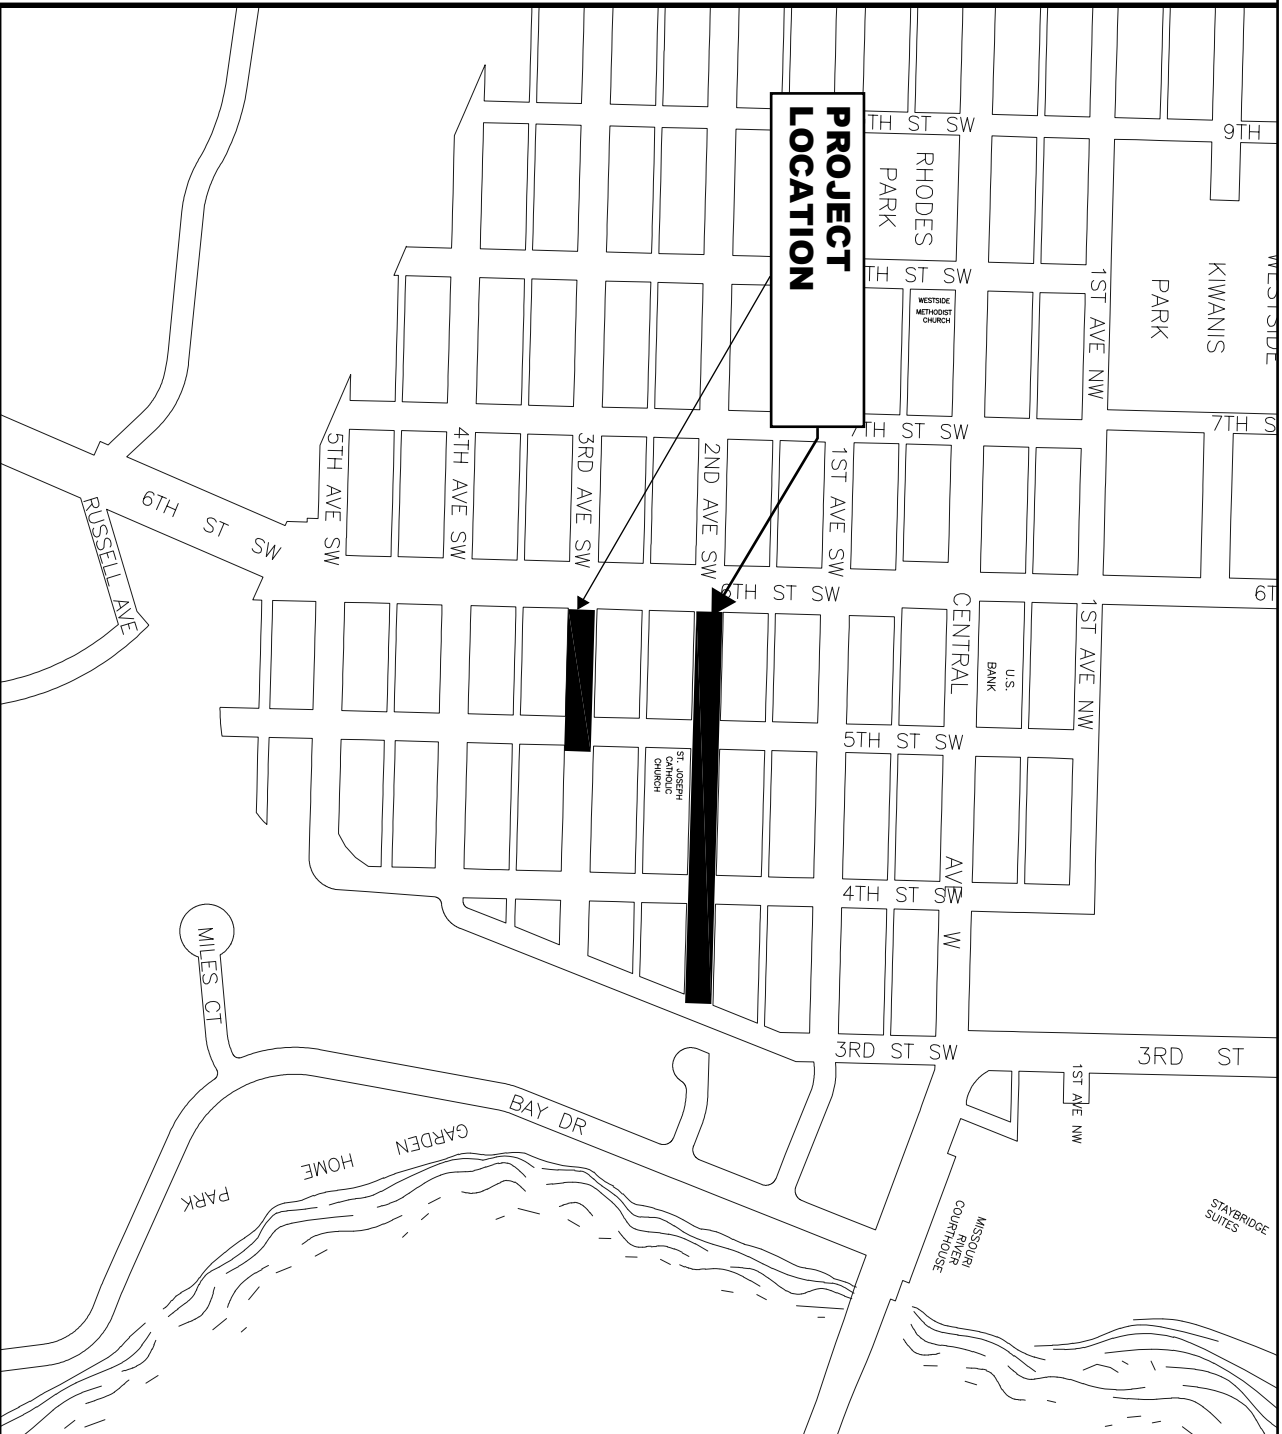 PROJECT
LOCATION
TH ST SW
9TH
RHODES
PARK
TH ST SW
WESTSIDE
METHODIST
CHURCH
1ST AVE NW
KIWANIS
PARK
7TH ST SW
7TH S
5TH AVE SW
4TH AVE SW
3RD AVE SW
2ND AVE SW
1ST AVE SW
6TH ST SW
RUSSELL AVE
6TH ST SW
6T
CENTRAL
AVE W
U.S.
BANK
1ST AVE NW
5TH ST SW
ST. JOSEPH
CATHOLIC
CHURCH
4TH ST SW
MILES CT
3RD ST SW
3RD ST
1ST AVE NW
BAY DR
GARDEN
HOME
PARK
MISSOURI
RIVER
COURTHOUSE
STAYBRIDGE
SUITES